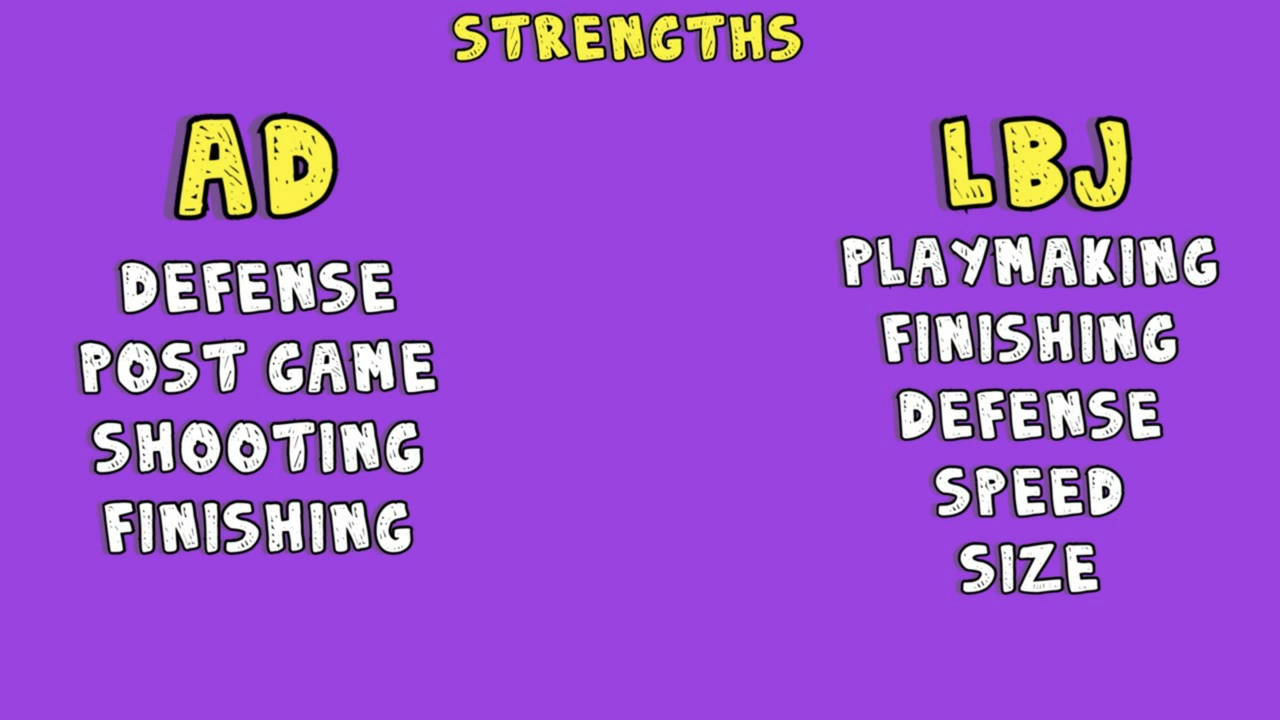 STRENGTHS
AD
DEFENSE
POST GAME
SHOOTING
FINISHING
LBJ
PLAYMAKING
FINISHING
DEFENSE
SPEED
SIZE